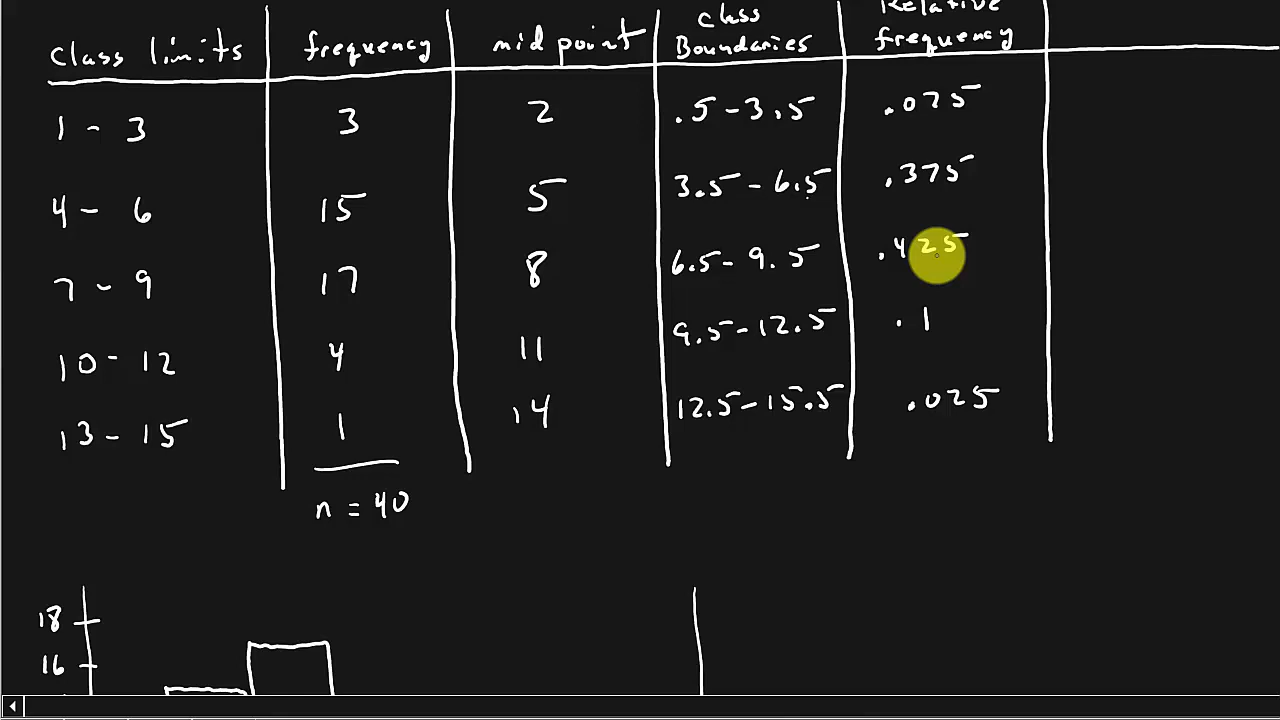 class limits frequency mid point class Boundaries Relative frequency
1 - 3 3 2 .5 - 3.5 .075
4 - 6 15 5 3.5 - 6.5 .375
7 - 9 17 8 6.5 - 9.5 .425
10 - 12 4 11 9.5 - 12.5 .1
13 - 15 1 14 12.5 - 15.5 .025
n = 40
18
16